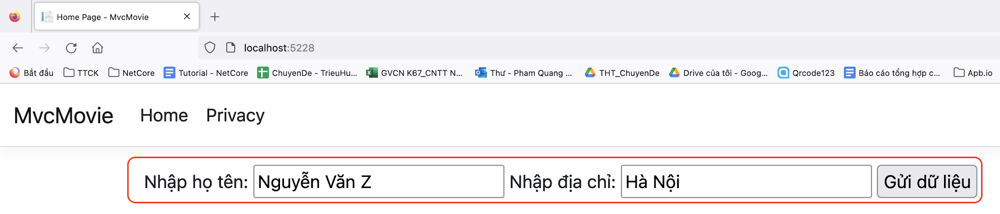 Home Page - MvcMovie
localhost:5228
Bắt đầu TTCK NetCore Tutorial - NetCore ChuyenDe - TrieuHu... GVCN K67_CNTT N... Thư - Pham Quang ... THT_ChuyenDe Drive của tôi - Goog... Qrcode123 Báo cáo tổng hợp c... Apb.io
MvcMovie Home Privacy
Nhập họ tên: Nguyễn Văn Z Nhập địa chỉ: Hà Nội Gửi dữ liệu